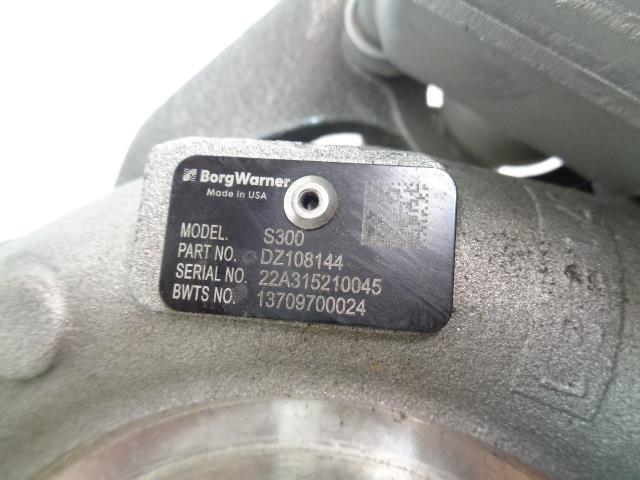 BorgWarner
Made in USA
MODEL. S300
PART NO. DZ108144
SERIAL NO. 22A315210045
BWTS NO. 13709700024